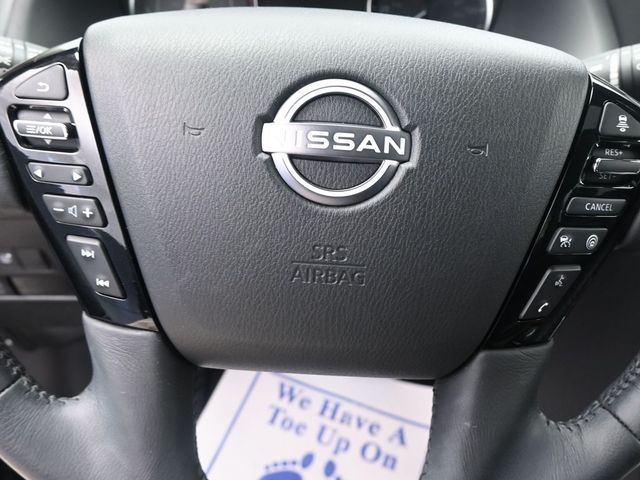 NISSAN
SRS
AIRBAG
OK
RES+
SET-
CANCEL
We Have A
Toe Up On